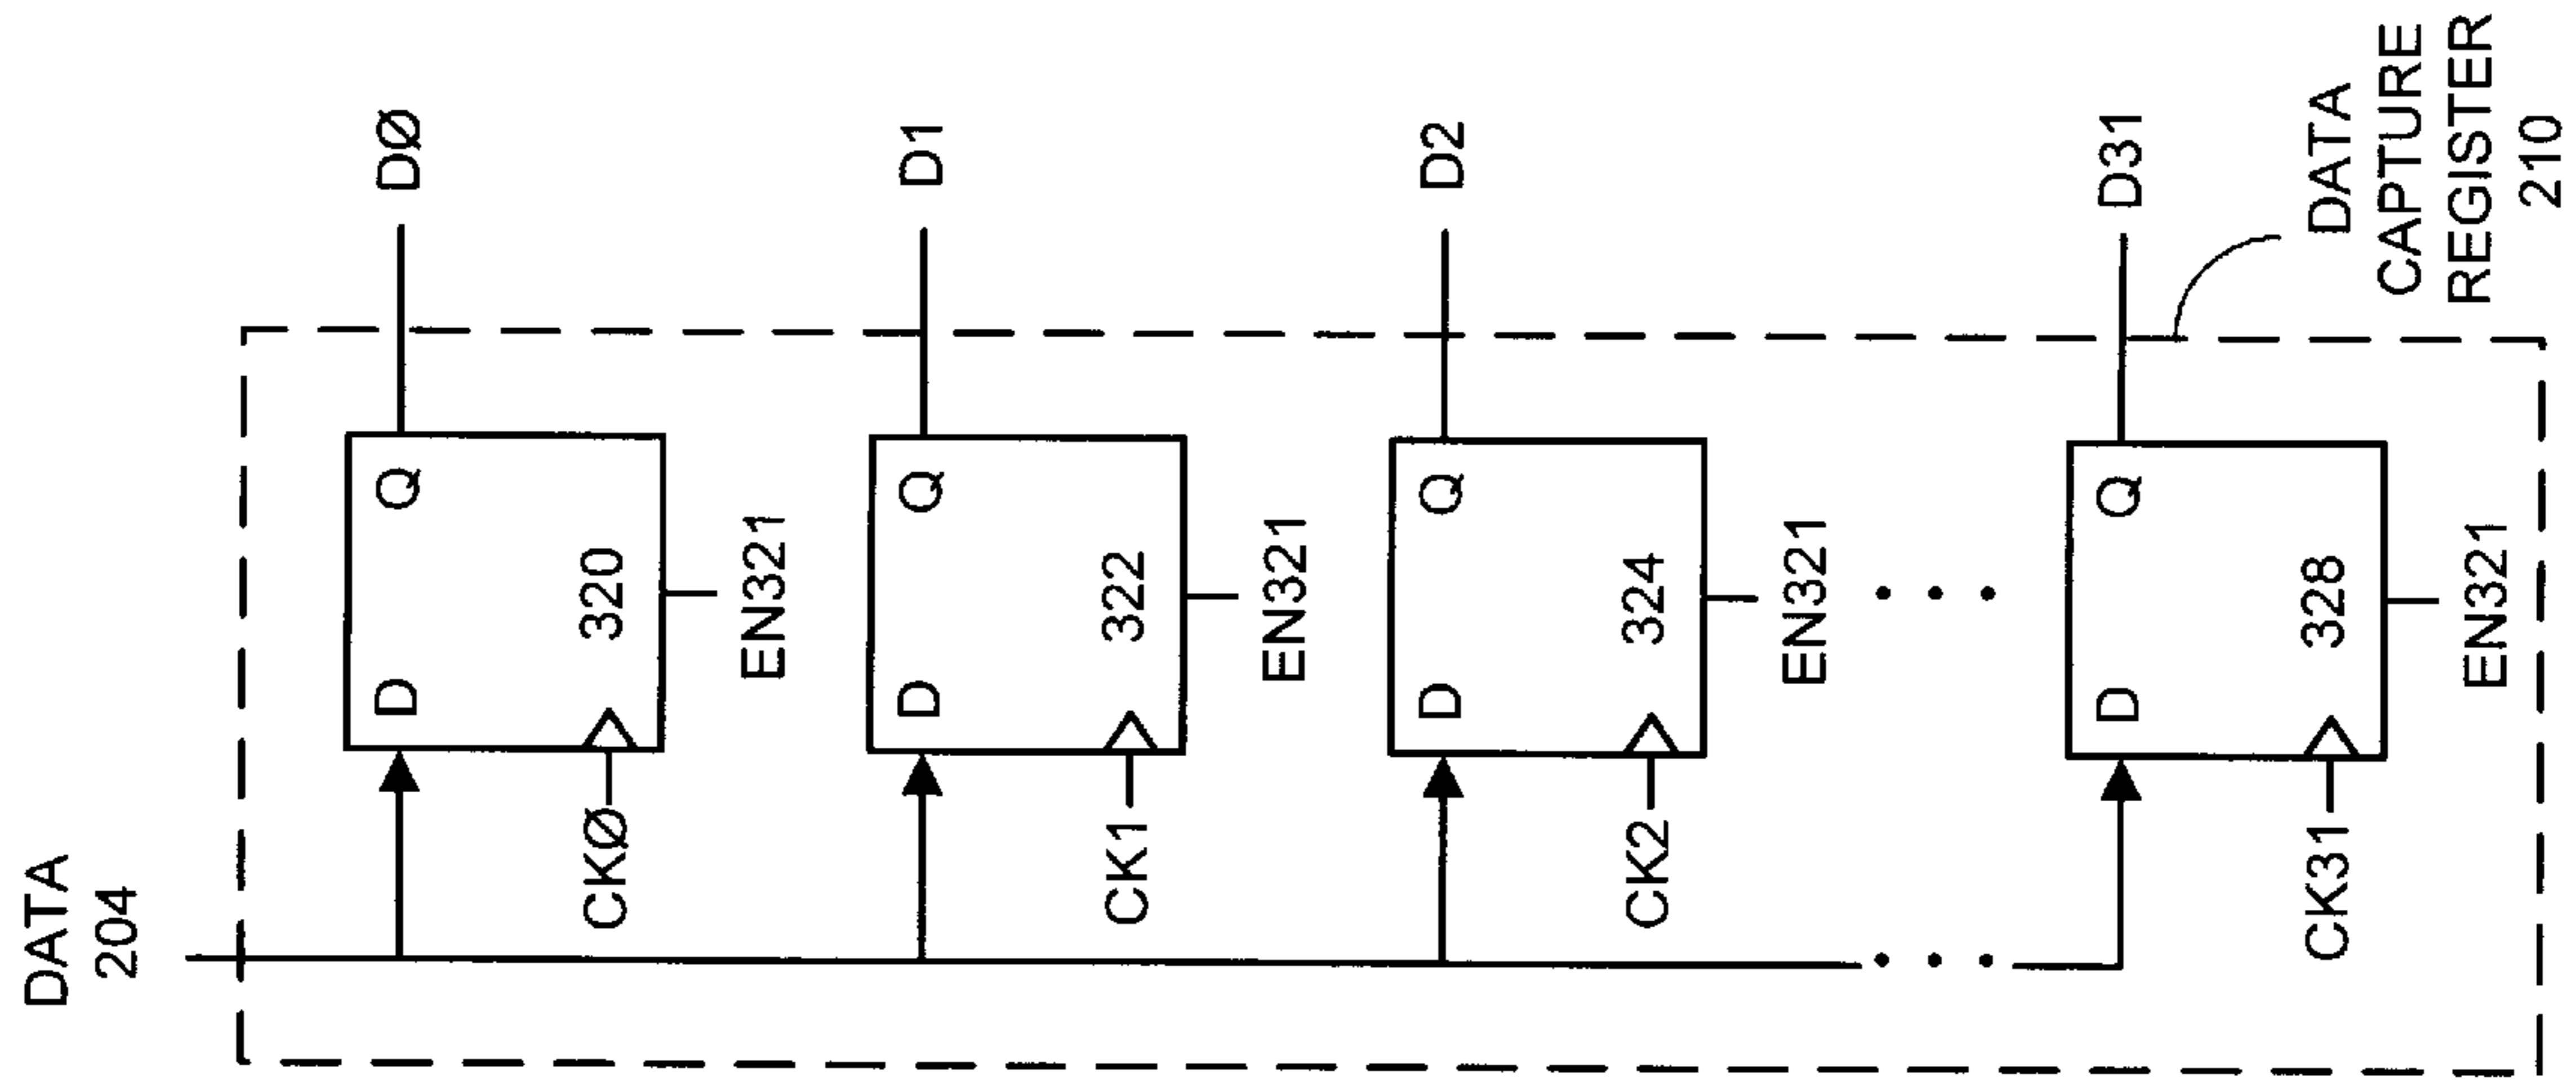 DATA
204
D
Q
DØ
CKØ
320
EN321
D
Q
D1
CK1
322
EN321
D
Q
D2
CK2
324
EN321
D
Q
D31
CK31
328
EN321
DATA
CAPTURE
REGISTER
210